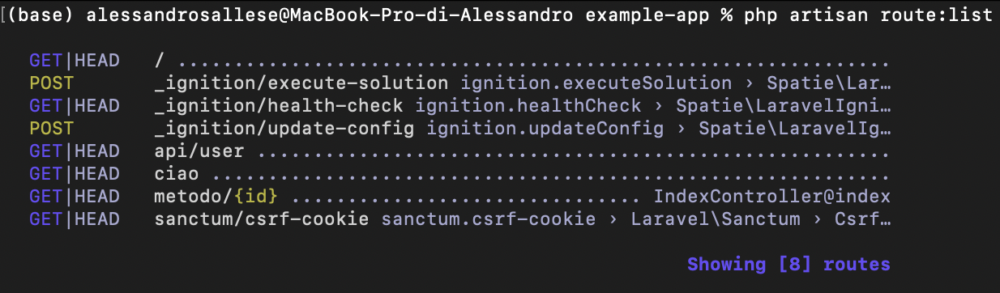 [(base) alessandrosallese@MacBook-Pro-di-Alessandro example-app % php artisan route:list
GET|HEAD / ................................................................
POST _ignition/execute-solution ignition.executeSolution › Spatie\Lar…
GET|HEAD _ignition/health-check ignition.healthCheck › Spatie\LaravelIgni…
POST _ignition/update-config ignition.updateConfig › Spatie\LaravelIg…
GET|HEAD api/user .........................................................
GET|HEAD ciao .............................................................
GET|HEAD metodo/{id} ............................... IndexController@index
GET|HEAD sanctum/csrf-cookie sanctum.csrf-cookie › Laravel\Sanctum › Csrf…
Showing [8] routes